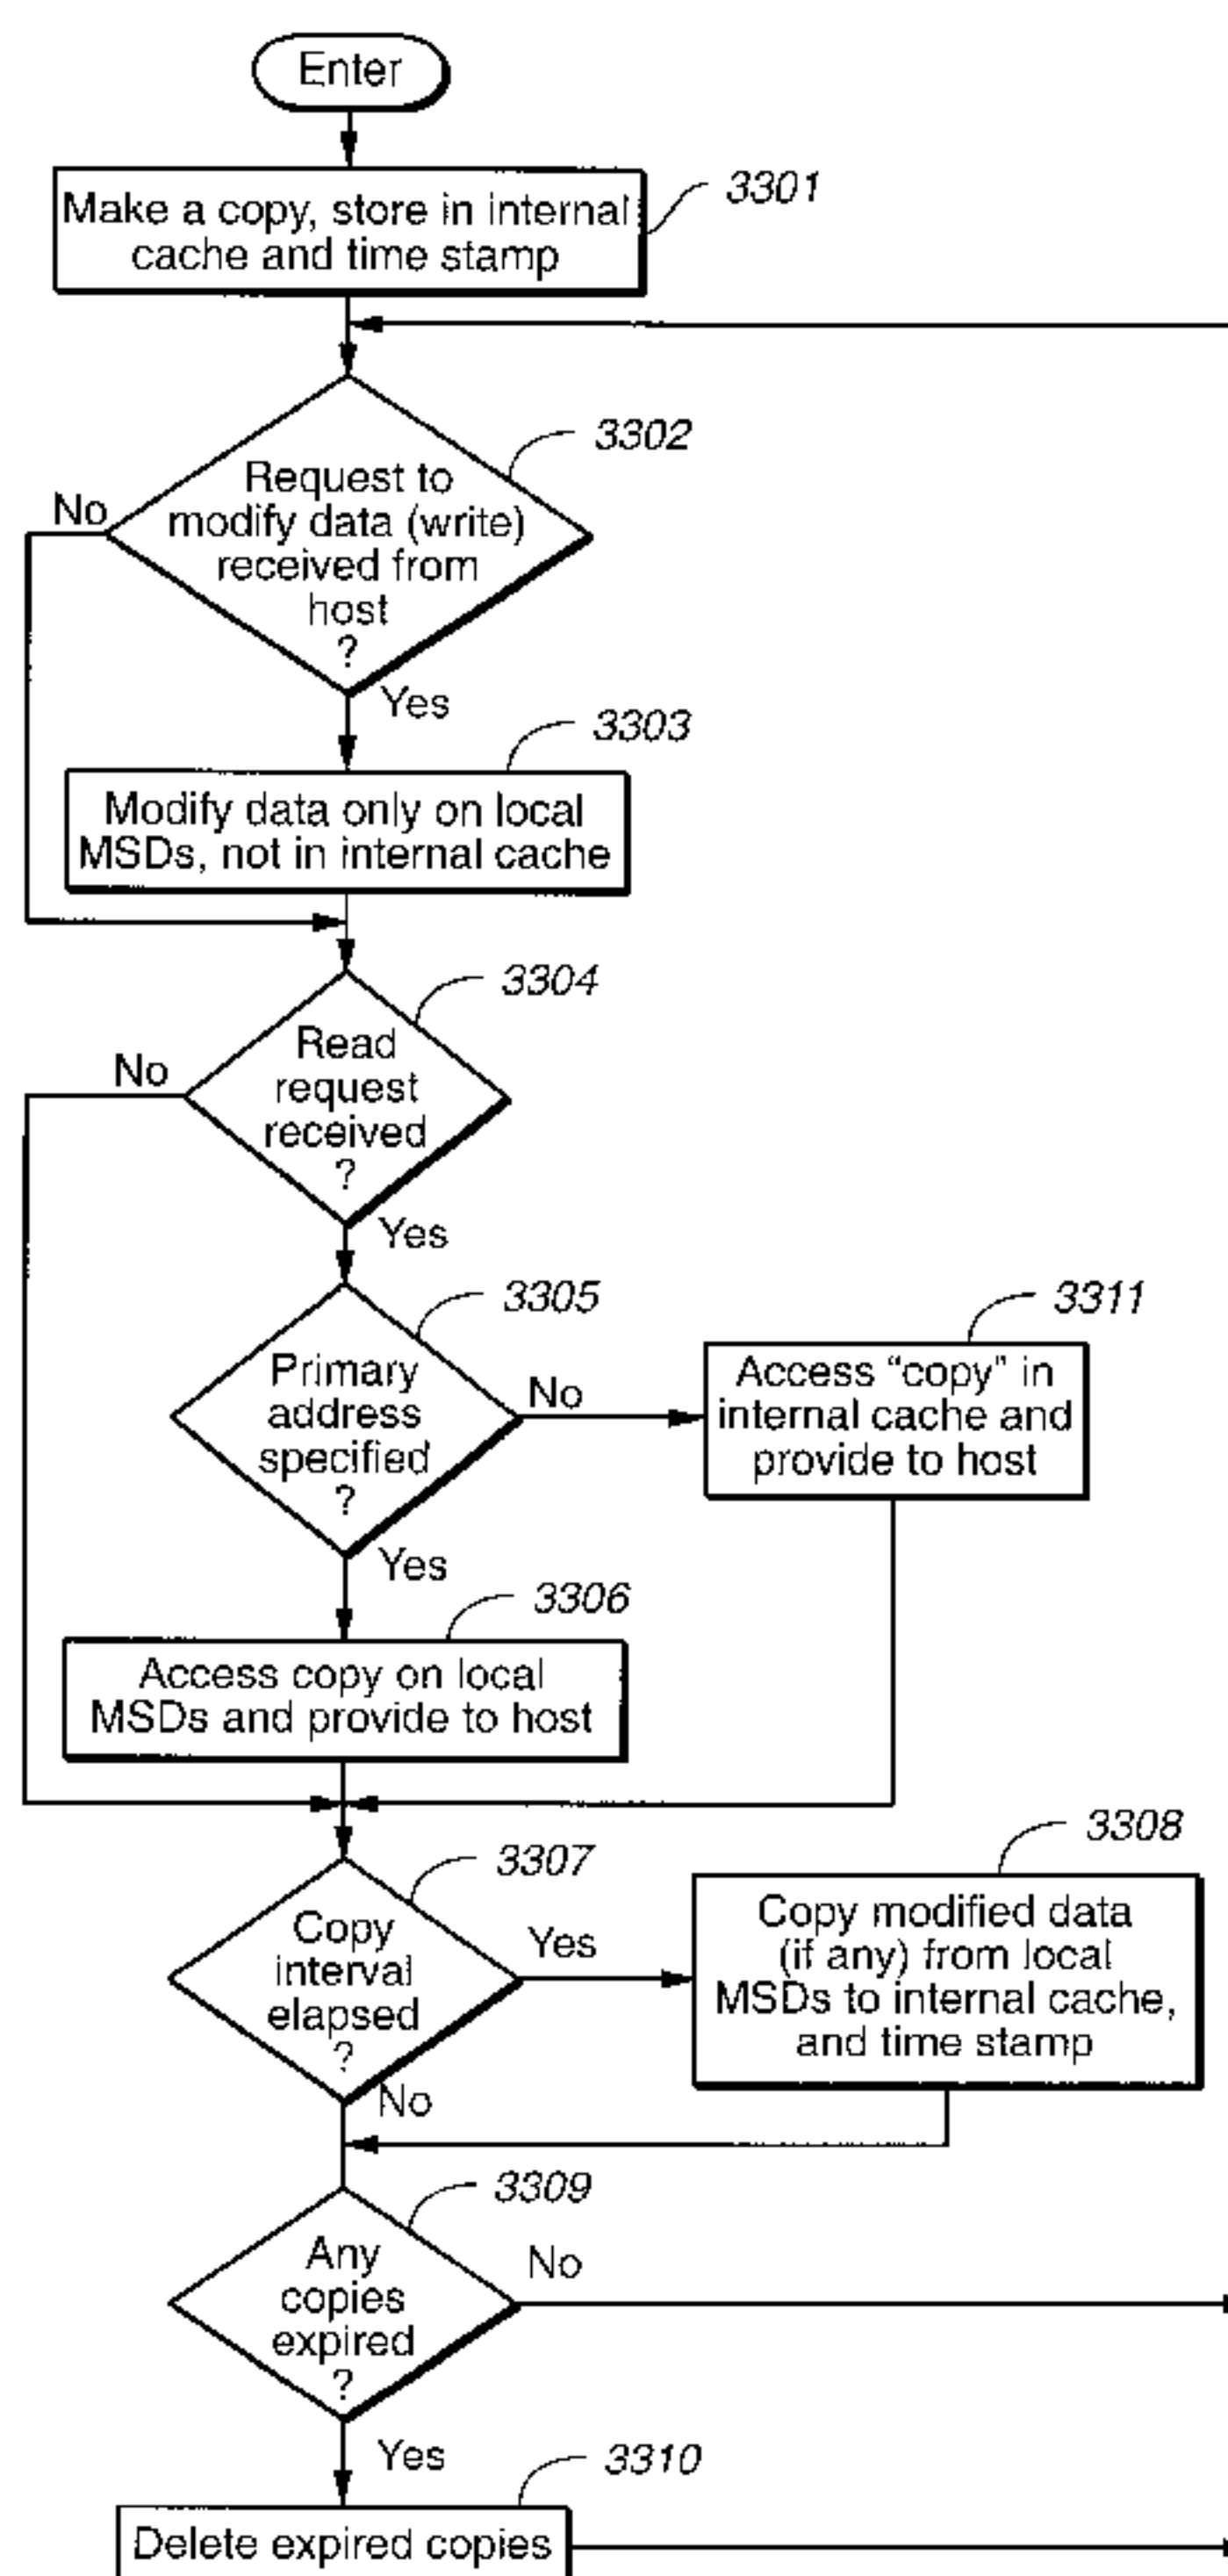 Enter
Make a copy, store in internal
cache and time stamp
3301
3302
Request to
modify data (write)
received from
host
?
No
Yes
3303
Modify data only on local
MSDs, not in internal cache
3304
Read
request
received
?
No
Yes
3305
Primary
address
specified
?
No
3311
Access “copy” in
internal cache and
provide to host
Yes
3306
Access copy on local
MSDs and provide to host
3307
Copy
interval
elapsed
?
Yes
3308
Copy modified data
(if any) from local
MSDs to internal cache,
and time stamp
No
3309
Any
copies
expired
?
No
Yes
3310
Delete expired copies